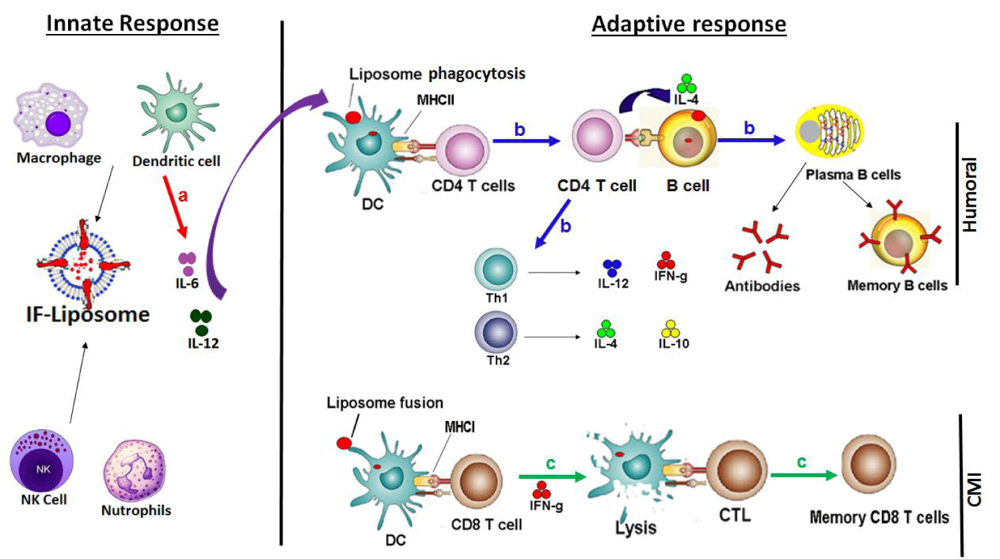 Innate Response
Macrophage
Dendritic cell
a
IL-6
IF-Liposome
IL-12
NK
NK Cell
Nutrophils
Adaptive response
Liposome phagocytosis
MHCII
DC
CD4 T cells
b
IL-4
CD4 T cell
B cell
b
Plasma B cells
b
Antibodies
Memory B cells
Th1
IL-12
IFN-g
Th2
IL-4
IL-10
Humoral
Liposome fusion
MHCI
DC
CD8 T cell
c
IFN-g
Lysis
CTL
c
Memory CD8 T cells
CMI